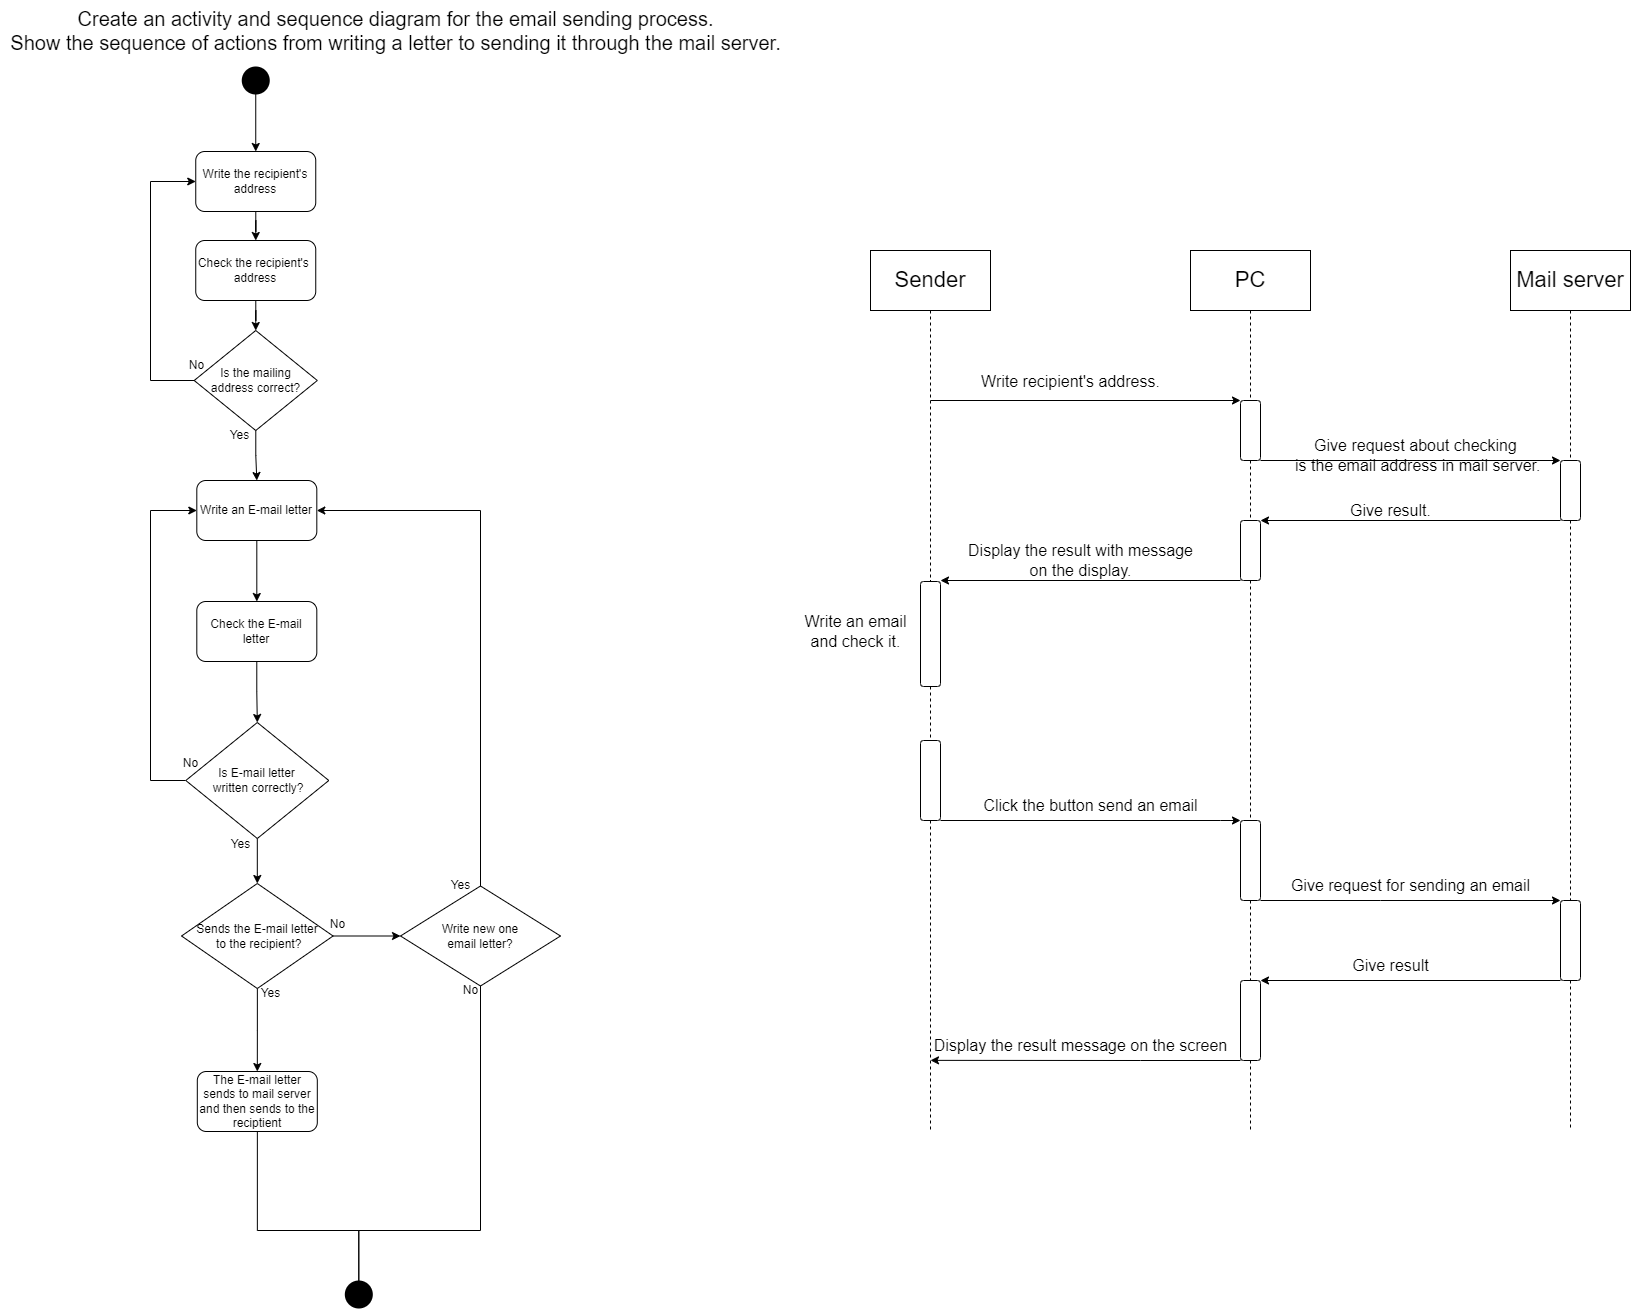 Create an activity and sequence diagram for the email sending process.
Show the sequence of actions from writing a letter to sending it through the mail server.
Write the recipient's
address
Check the recipient's
address
No
Is the mailing
address correct?
Yes
Write an E-mail letter
Check the E-mail
letter
No
Is E-mail letter
written correctly?
Yes
Sends the E-mail letter
to the recipient?
No
Yes
Write new one
email letter?
No
Yes
The E-mail letter
sends to mail server
and then sends to the
reciptient
Sender
PC
Mail server
Write recipient's address.
Give request about checking
is the email address in mail server.
Give result.
Display the result with message
on the display.
Write an email
and check it.
Click the button send an email
Give request for sending an email
Give result
Display the result message on the screen